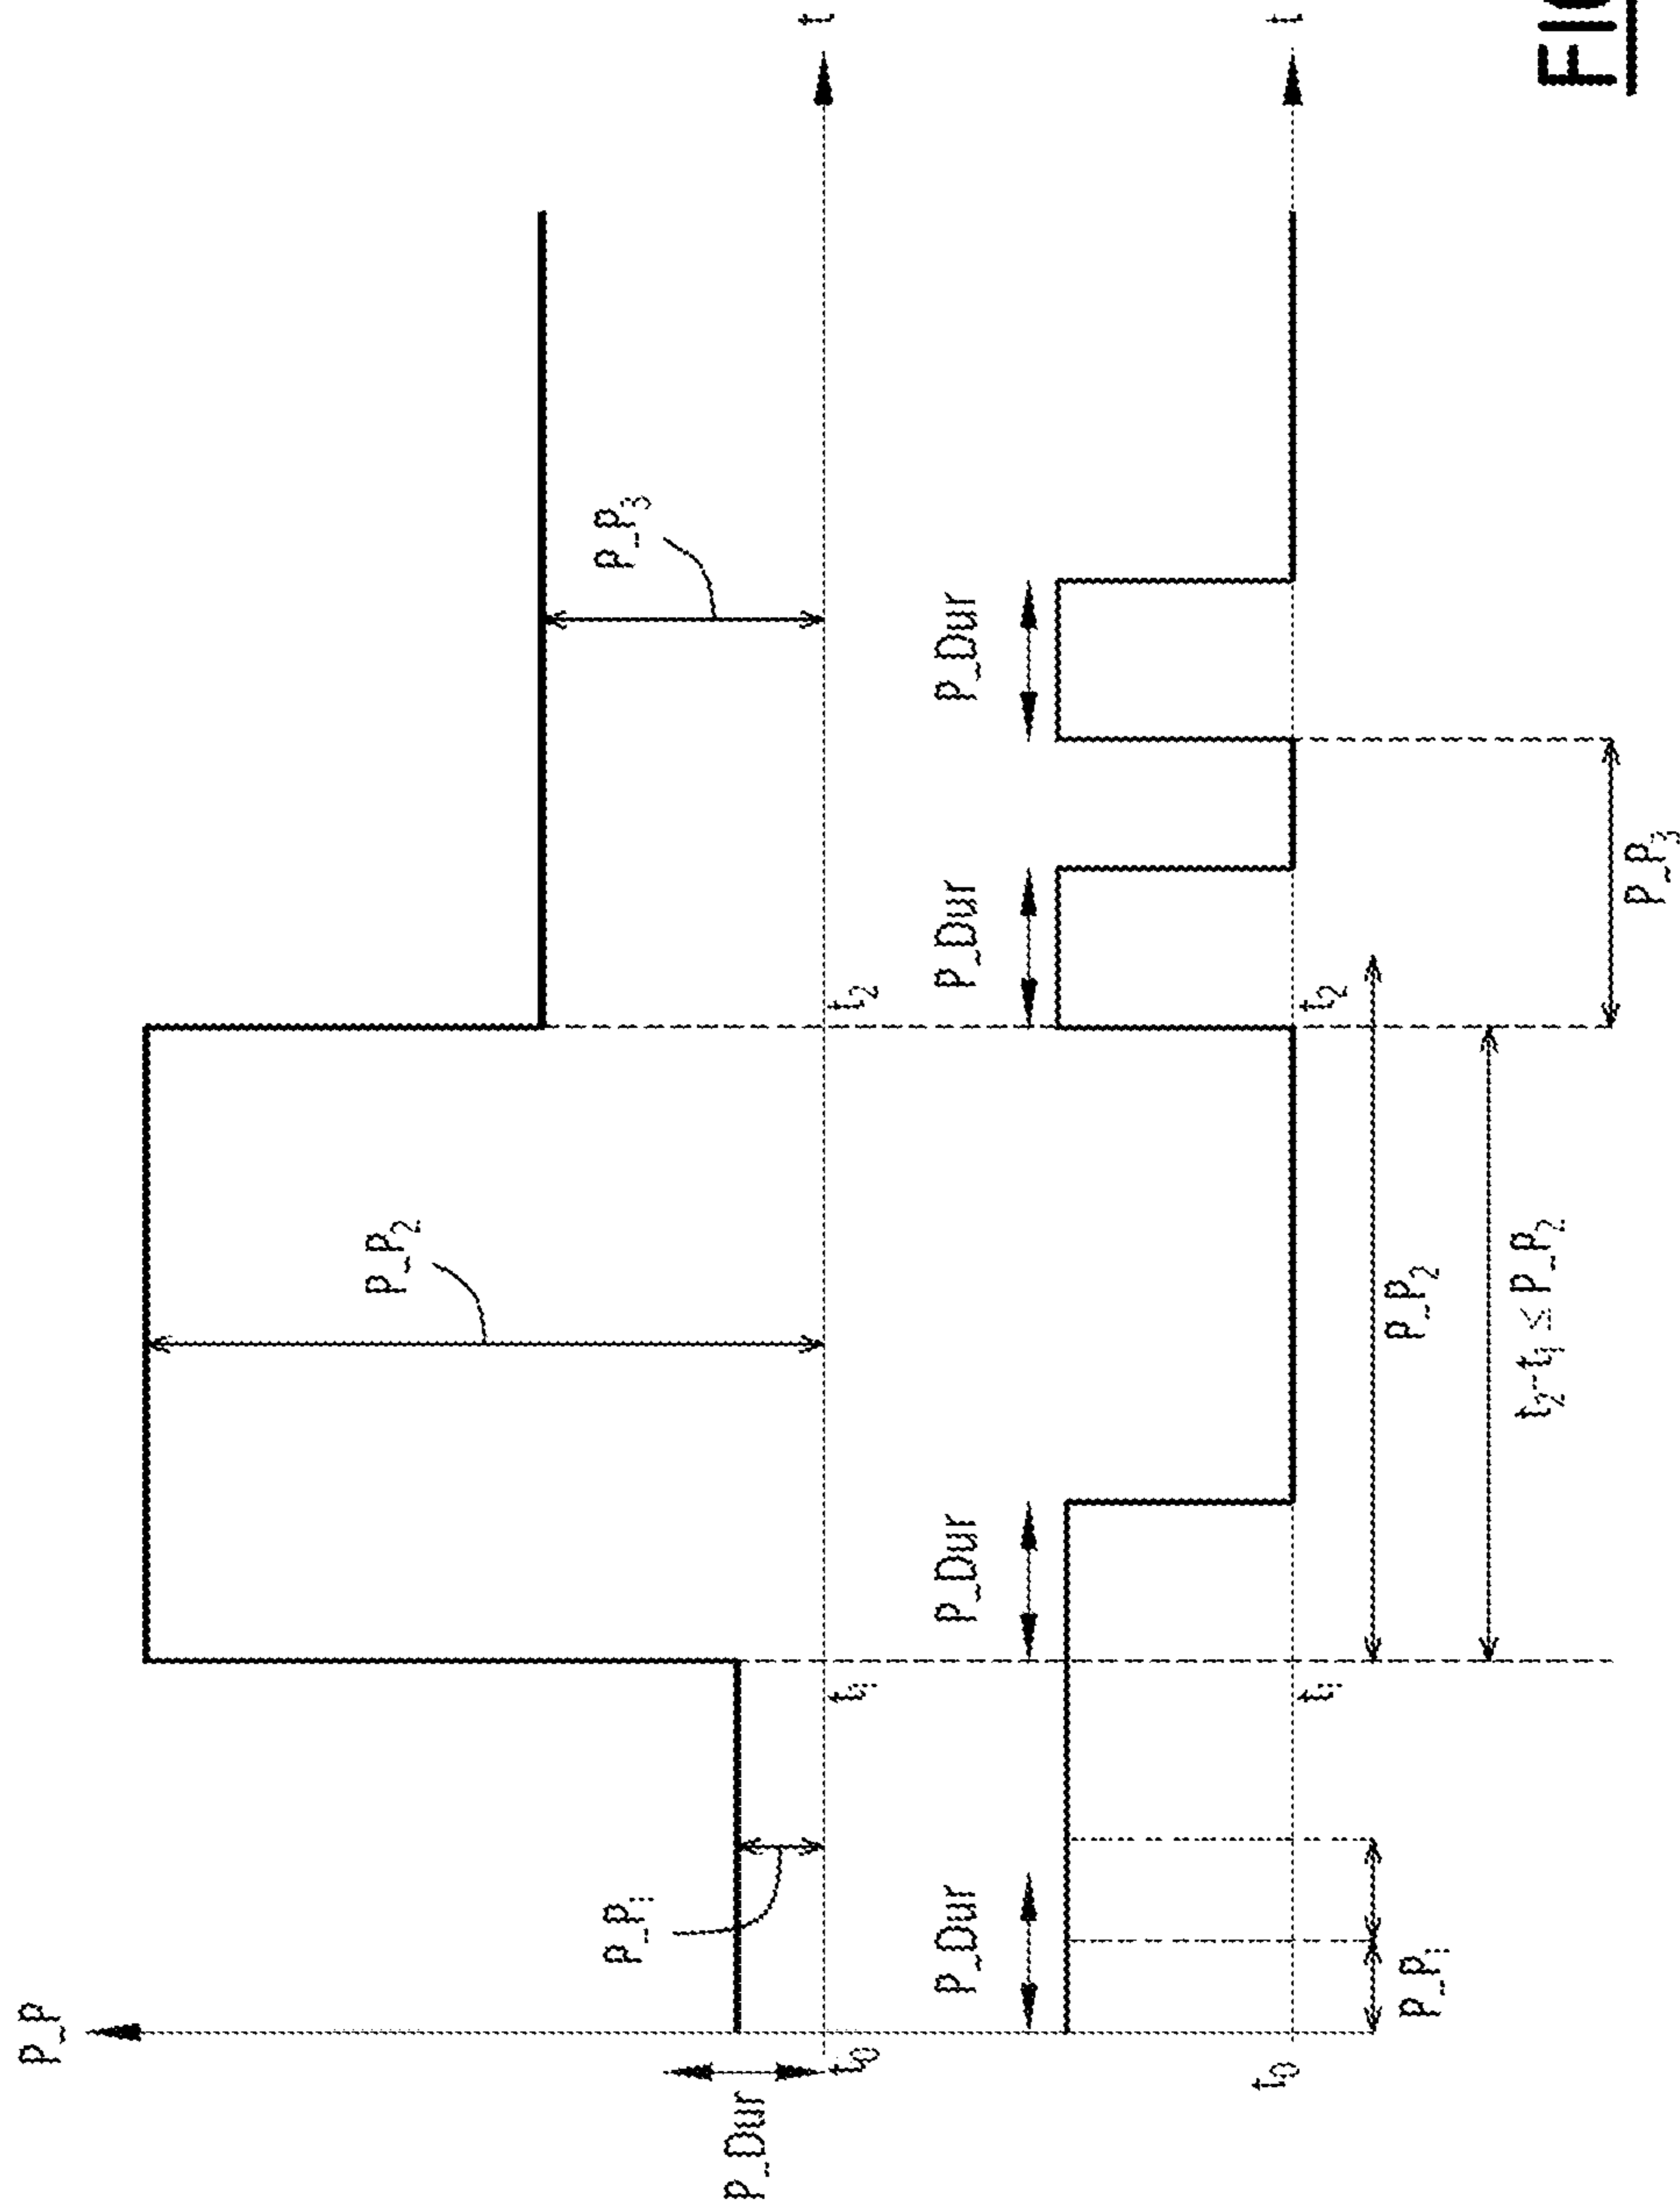 P_P
P_P₂
P_P₃
P_P₁
P_Dur
t
t₀
t₁
t₂
P_Dur
P_Dur
P_Dur
P_Dur
t
t₀
t₁
t₂
P_P₁
P_P₂
t₂-t₁ ≤ P_P₂
P_P₃